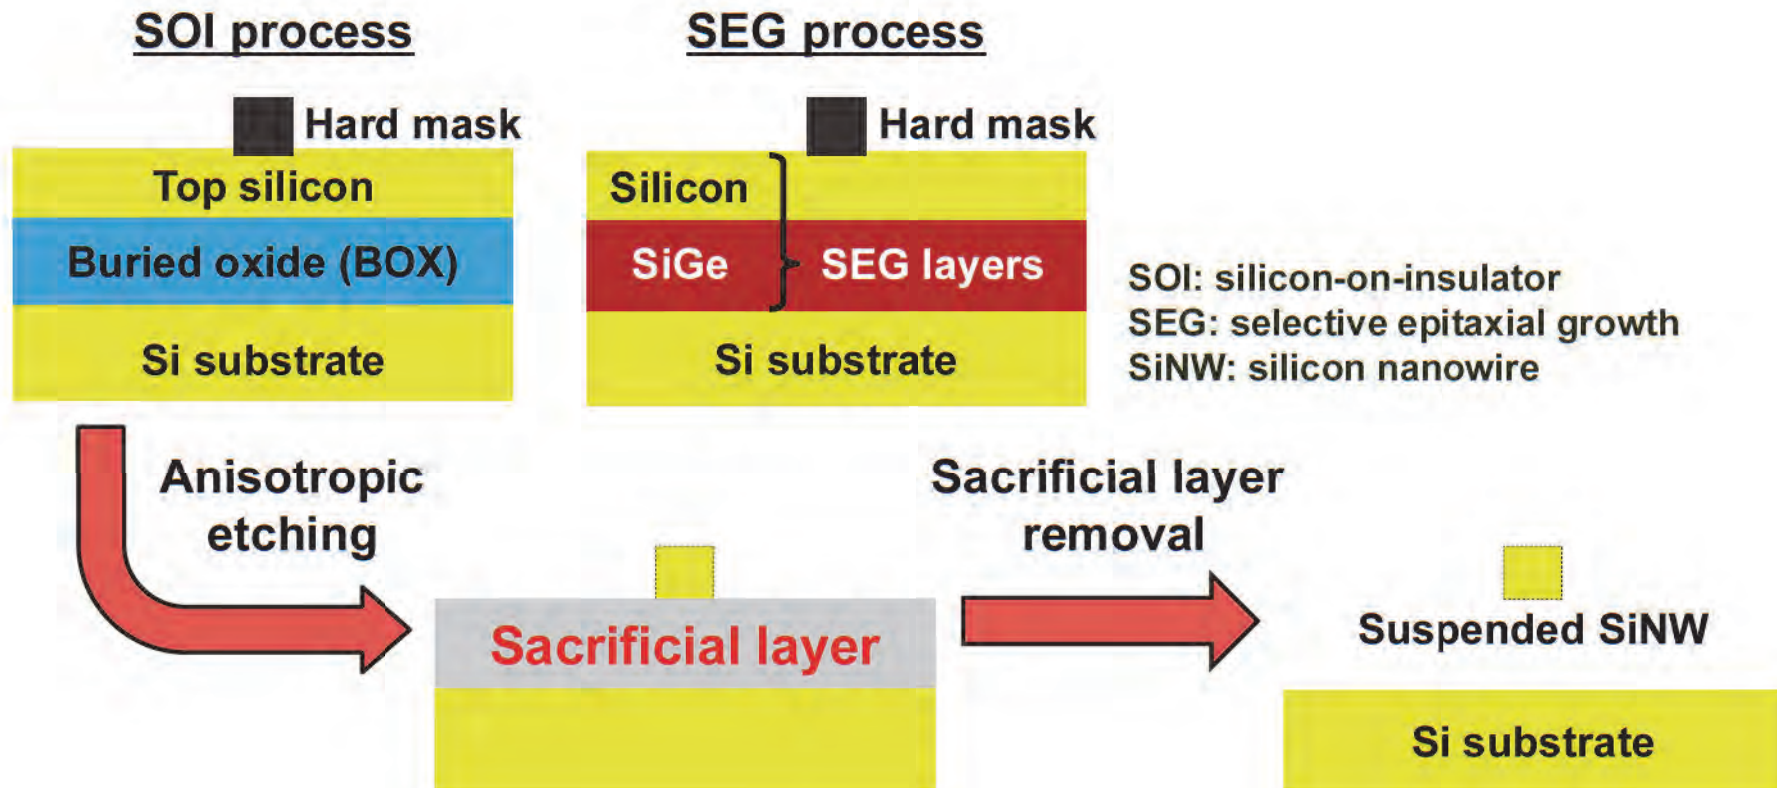 SOI process
SEG process
Hard mask
Hard mask
Top silicon
Silicon
Buried oxide (BOX)
SiGe
SEG layers
Si substrate
Si substrate
SOI: silicon-on-insulator
SEG: selective epitaxial growth
SiNW: silicon nanowire
Anisotropic
etching
Sacrificial layer
removal
Sacrificial layer
Suspended SiNW
Si substrate